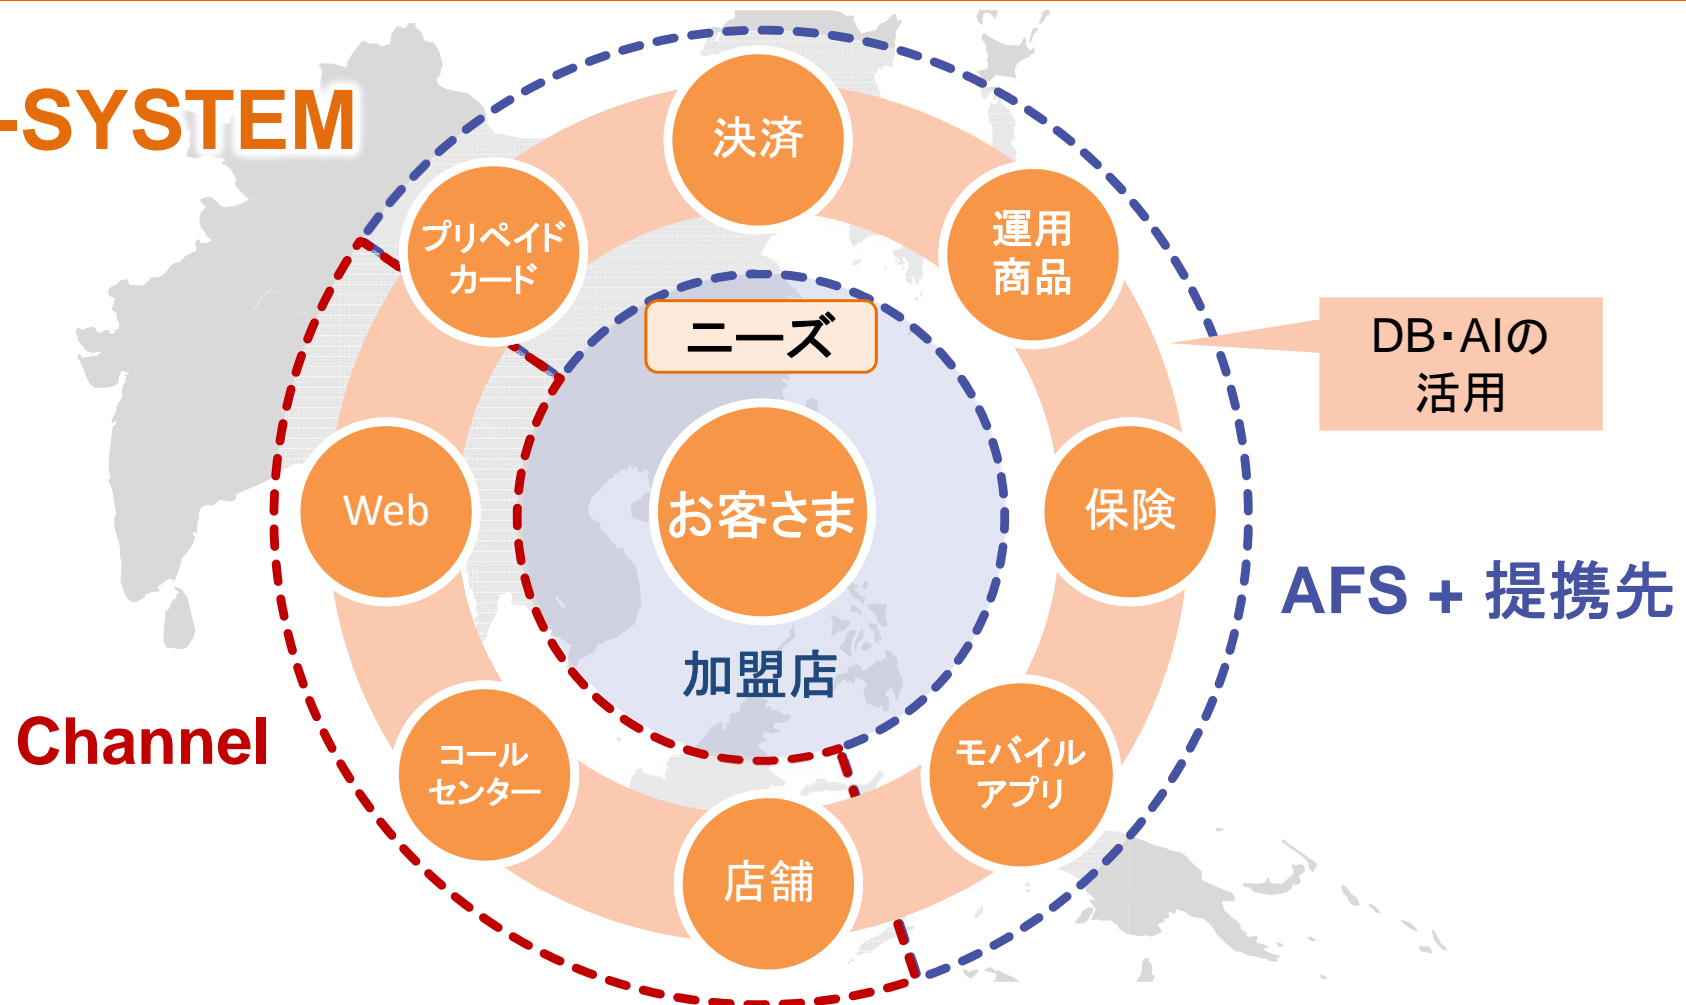 -SYSTEM
決済
プリペイド
カード
運用
商品
ニーズ
DB・AIの
活用
Web
お客さま
保険
AFS + 提携先
加盟店
Channel
コール
センター
モバイル
アプリ
店舗